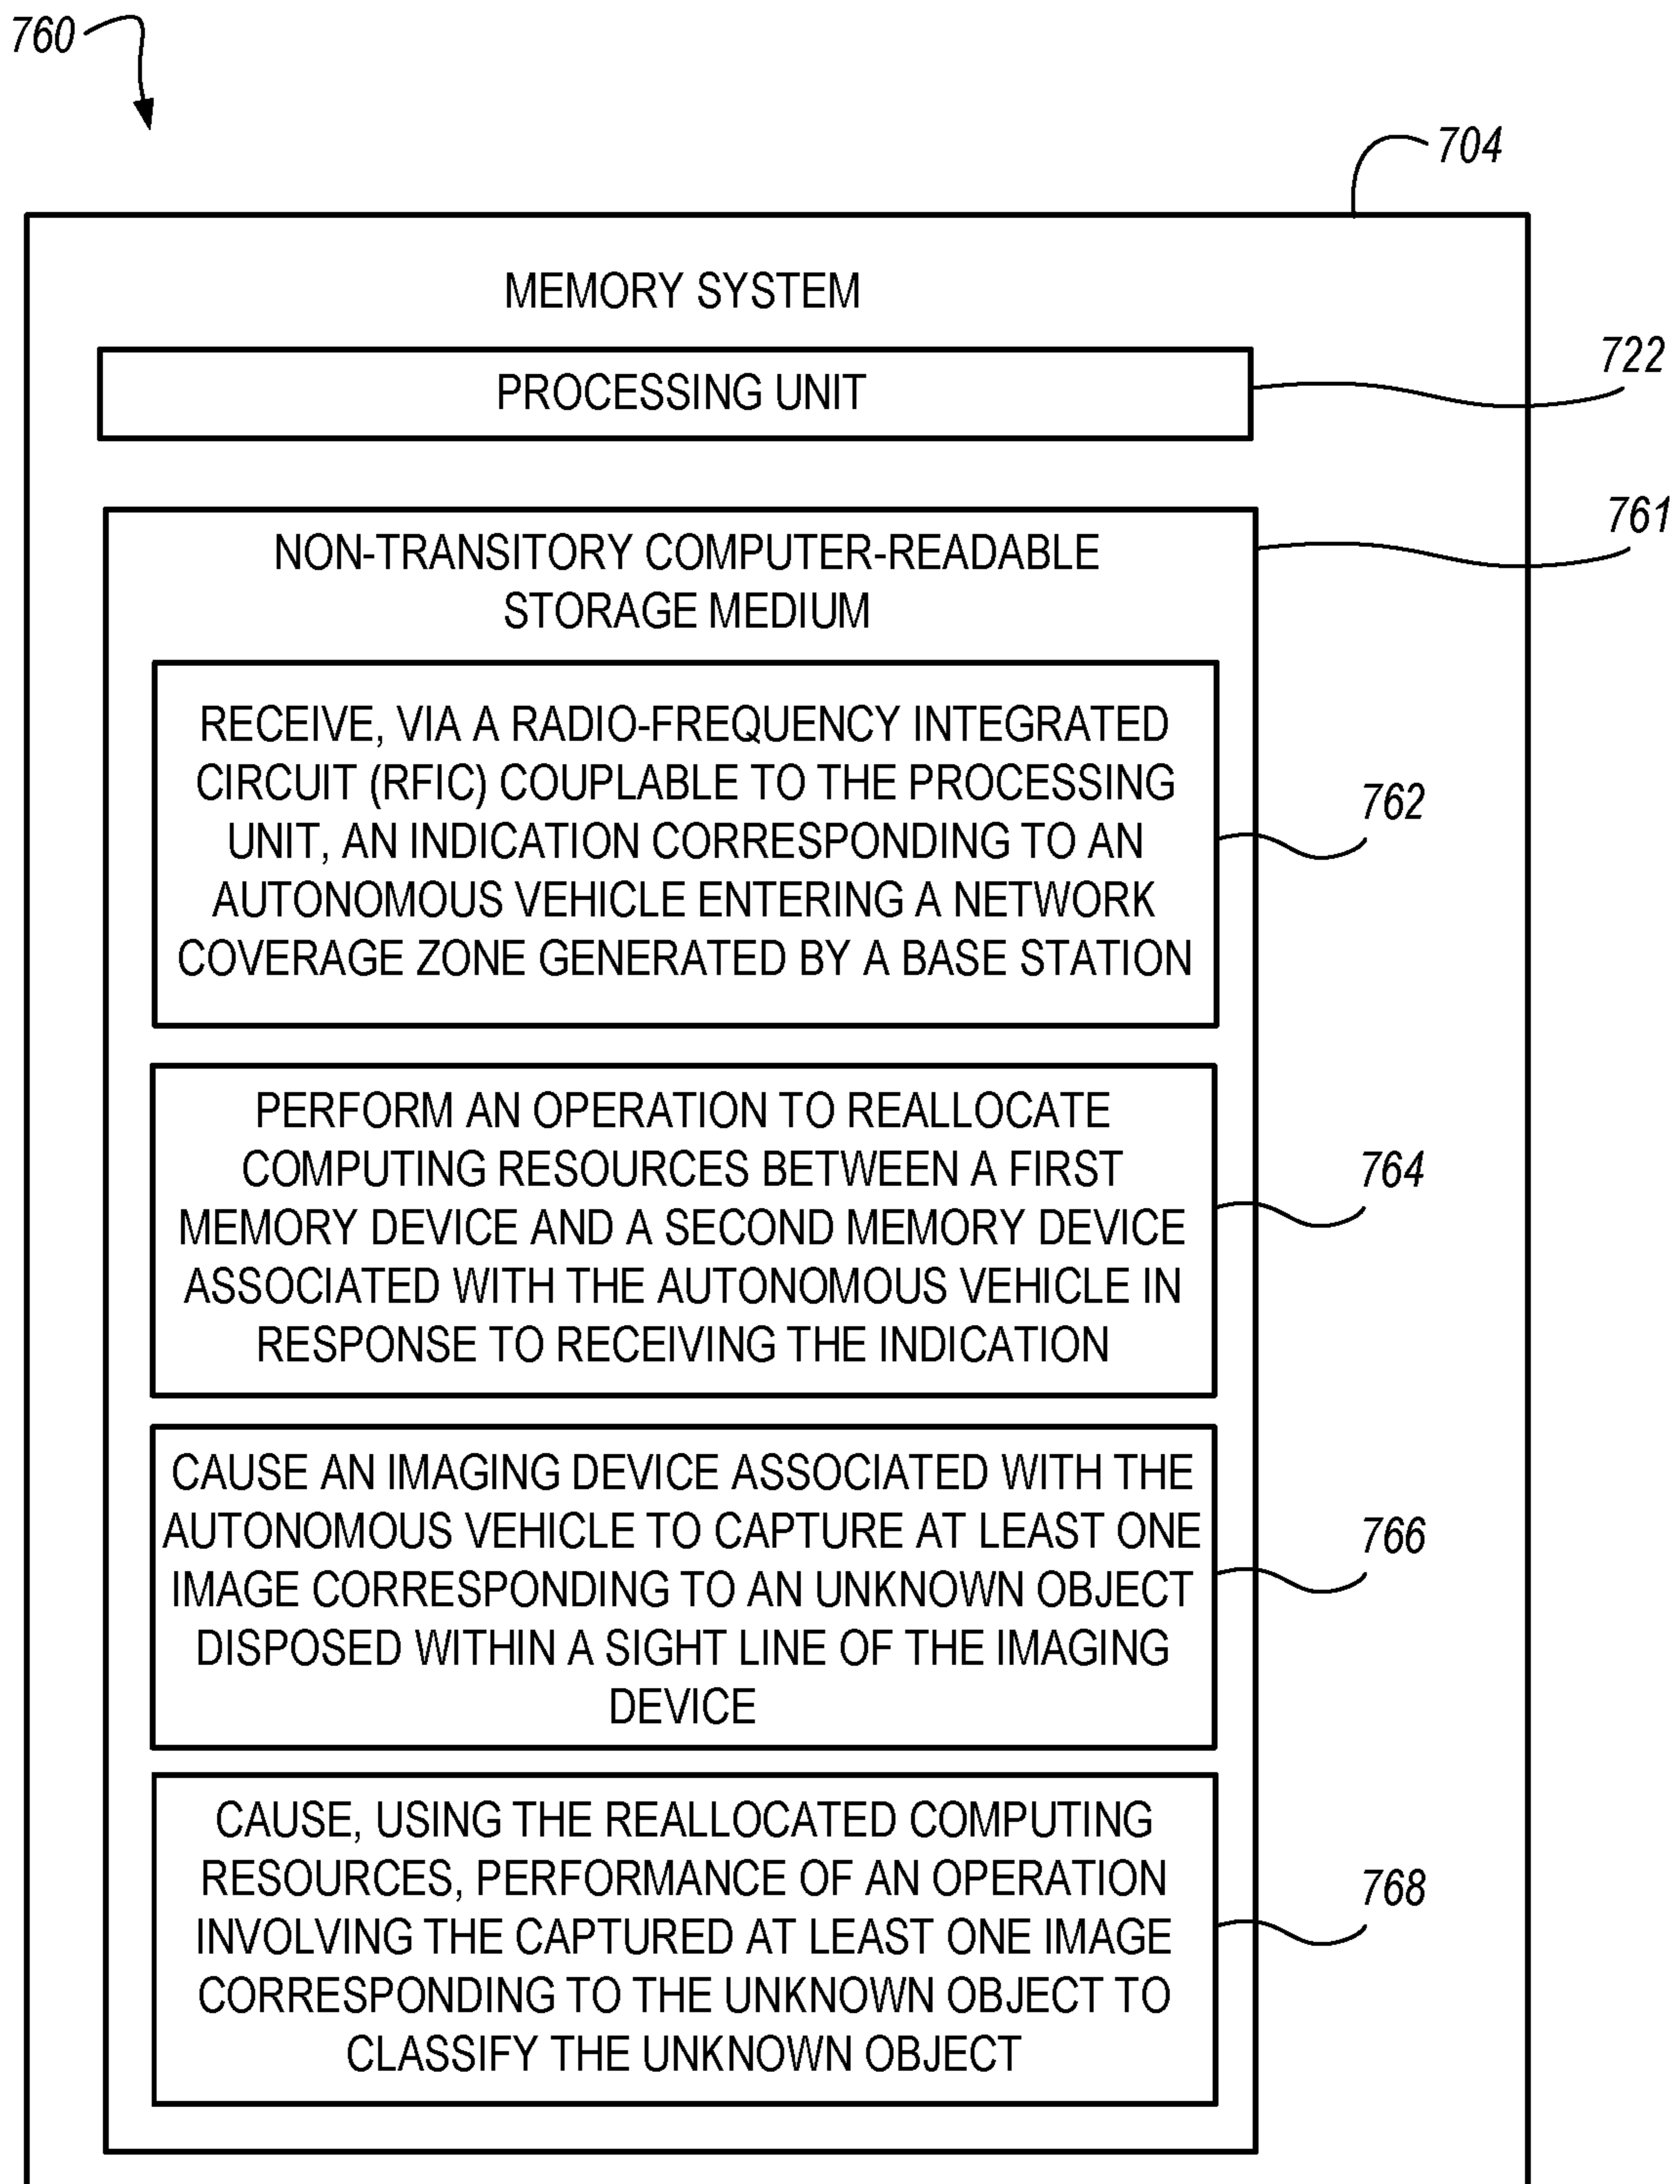 760
704
MEMORY SYSTEM
PROCESSING UNIT
722
NON-TRANSITORY COMPUTER-READABLE
STORAGE MEDIUM
761
RECEIVE, VIA A RADIO-FREQUENCY INTEGRATED
CIRCUIT (RFIC) COUPLABLE TO THE PROCESSING
UNIT, AN INDICATION CORRESPONDING TO AN
AUTONOMOUS VEHICLE ENTERING A NETWORK
COVERAGE ZONE GENERATED BY A BASE STATION
762
PERFORM AN OPERATION TO REALLOCATE
COMPUTING RESOURCES BETWEEN A FIRST
MEMORY DEVICE AND A SECOND MEMORY DEVICE
ASSOCIATED WITH THE AUTONOMOUS VEHICLE IN
RESPONSE TO RECEIVING THE INDICATION
764
CAUSE AN IMAGING DEVICE ASSOCIATED WITH THE
AUTONOMOUS VEHICLE TO CAPTURE AT LEAST ONE
IMAGE CORRESPONDING TO AN UNKNOWN OBJECT
DISPOSED WITHIN A SIGHT LINE OF THE IMAGING
DEVICE
766
CAUSE, USING THE REALLOCATED COMPUTING
RESOURCES, PERFORMANCE OF AN OPERATION
INVOLVING THE CAPTURED AT LEAST ONE IMAGE
CORRESPONDING TO THE UNKNOWN OBJECT TO
CLASSIFY THE UNKNOWN OBJECT
768